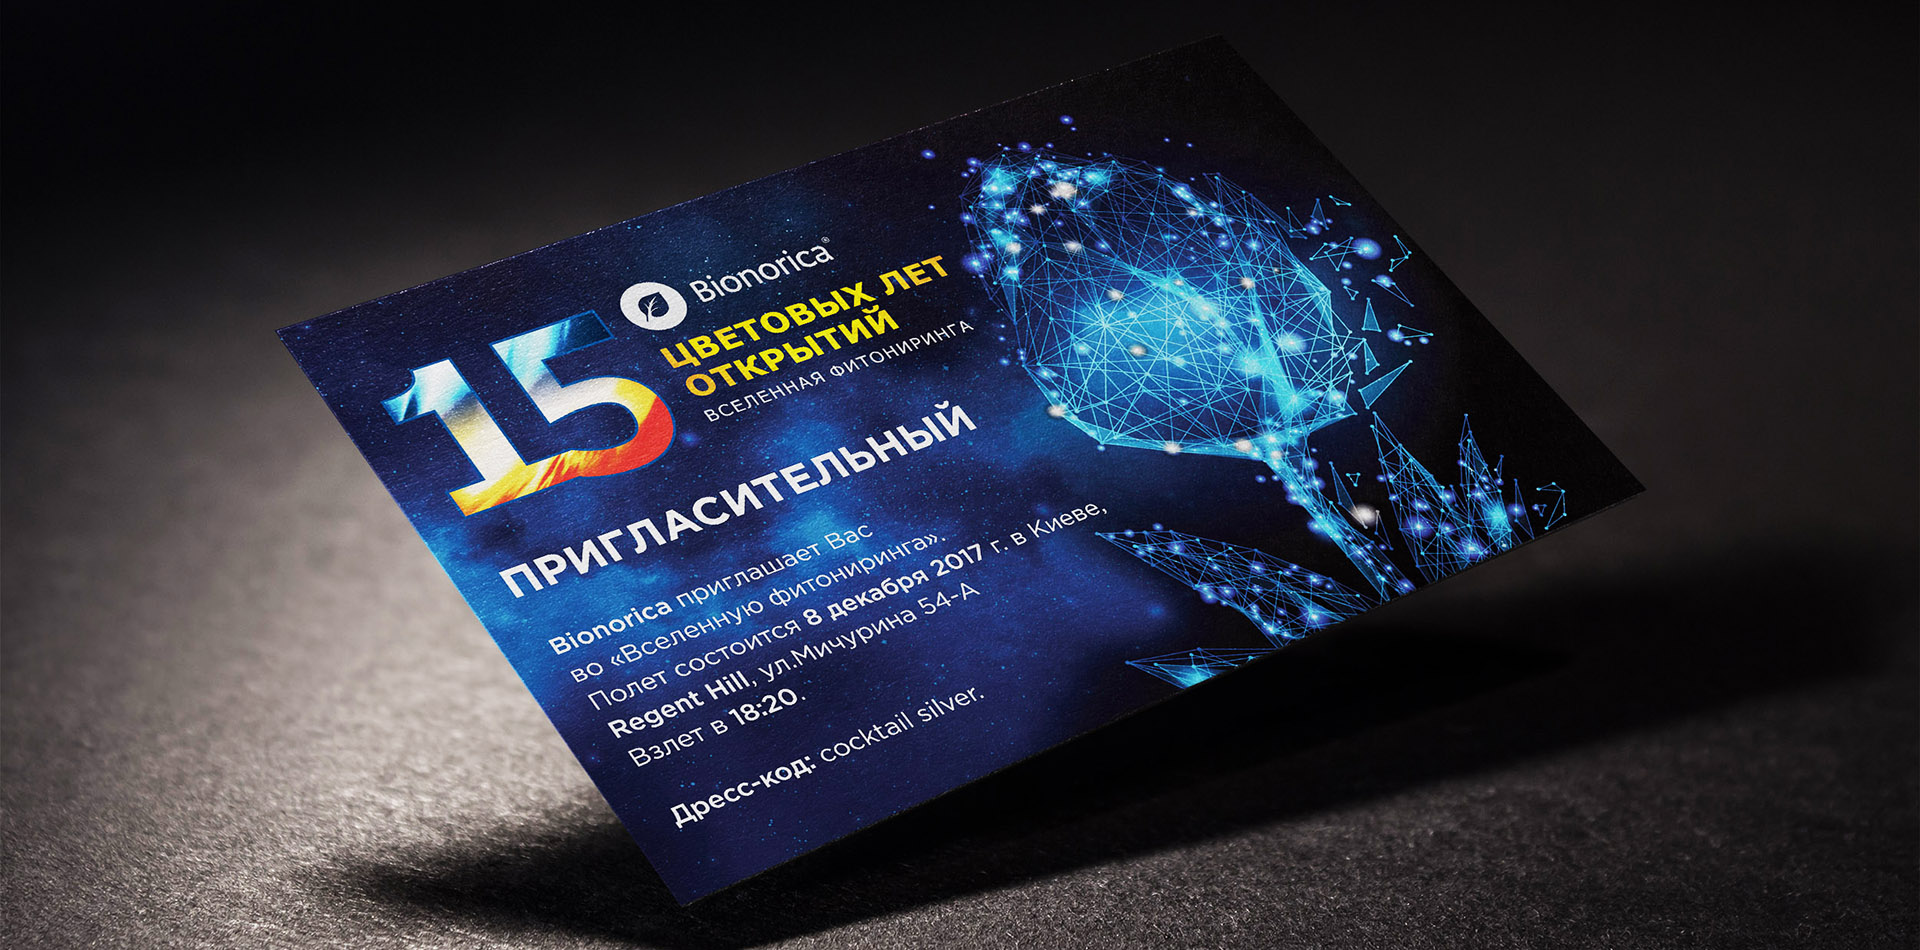 Bionorica®
15
ЦВЕТОВЫХ ЛЕТ
ОТКРЫТИЙ
ВСЕЛЕННАЯ ФИТОНИРИНГА
ПРИГЛАСИТЕЛЬНЫЙ
Bionorica приглашает Вас
во «Вселенную фитониринга».
Полет состоится 8 декабря 2017 г. в Киеве,
Regent Hill, ул.Мичурина 54-А
Взлет в 18:20.
Дресс-код: cocktail silver.